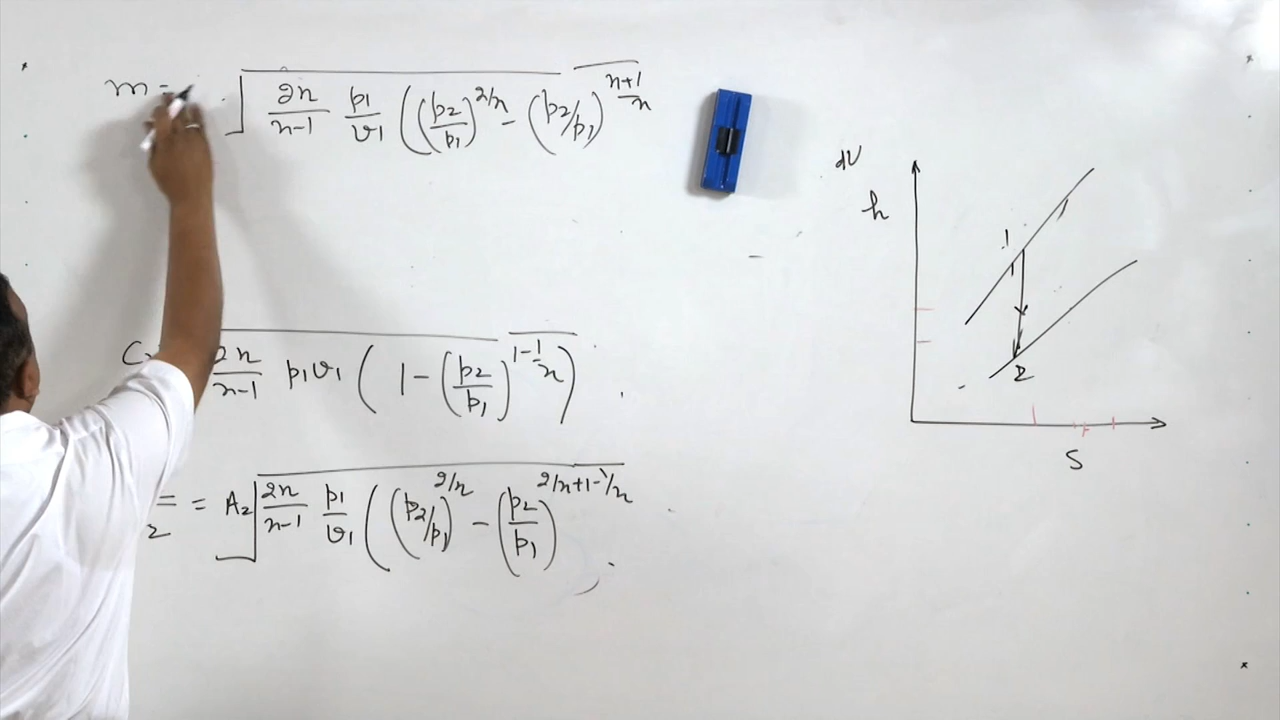 m = √( 2n/n-1 p1/v1 ( (p2/p1)^2/n - (p2/p1)^n+1/n
C 2n/n-1 p1v1 ( 1 - (p2/p1)^1-1/n )
= 2 = A2 √( 2n/n-1 p1/v1 ( (p2/p1)^2/n - (p2/p1)^2/n+1-1/n )
h
1
2
S